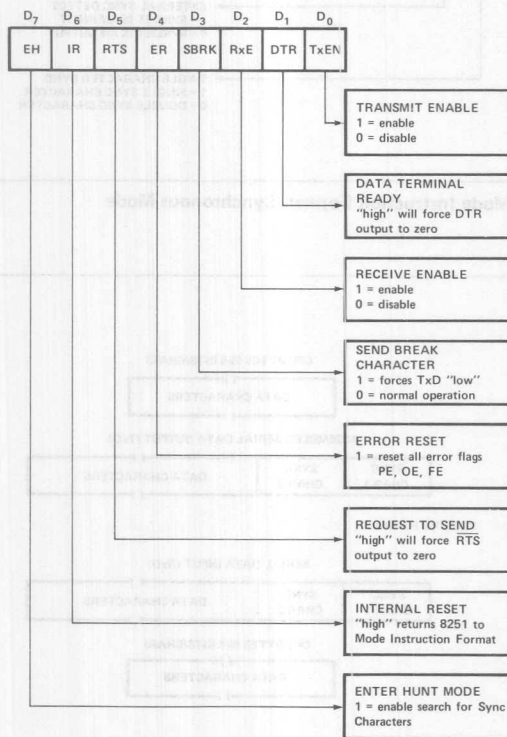 D7 D6 D5 D4 D3 D2 D1 D0
EH IR RTS ER SBRK RxE DTR TxEN
TRANSMIT ENABLE
1 = enable
0 = disable
DATA TERMINAL
READY
"high" will force DTR
output to zero
RECEIVE ENABLE
1 = enable
0 = disable
SEND BREAK
CHARACTER
1 = forces TxD "low"
0 = normal operation
ERROR RESET
1 = reset all error flags
PE, OE, FE
REQUEST TO SEND
"high" will force RTS
output to zero
INTERNAL RESET
"high" returns 8251 to
Mode Instruction Format
ENTER HUNT MODE
1 = enable search for Sync
Characters